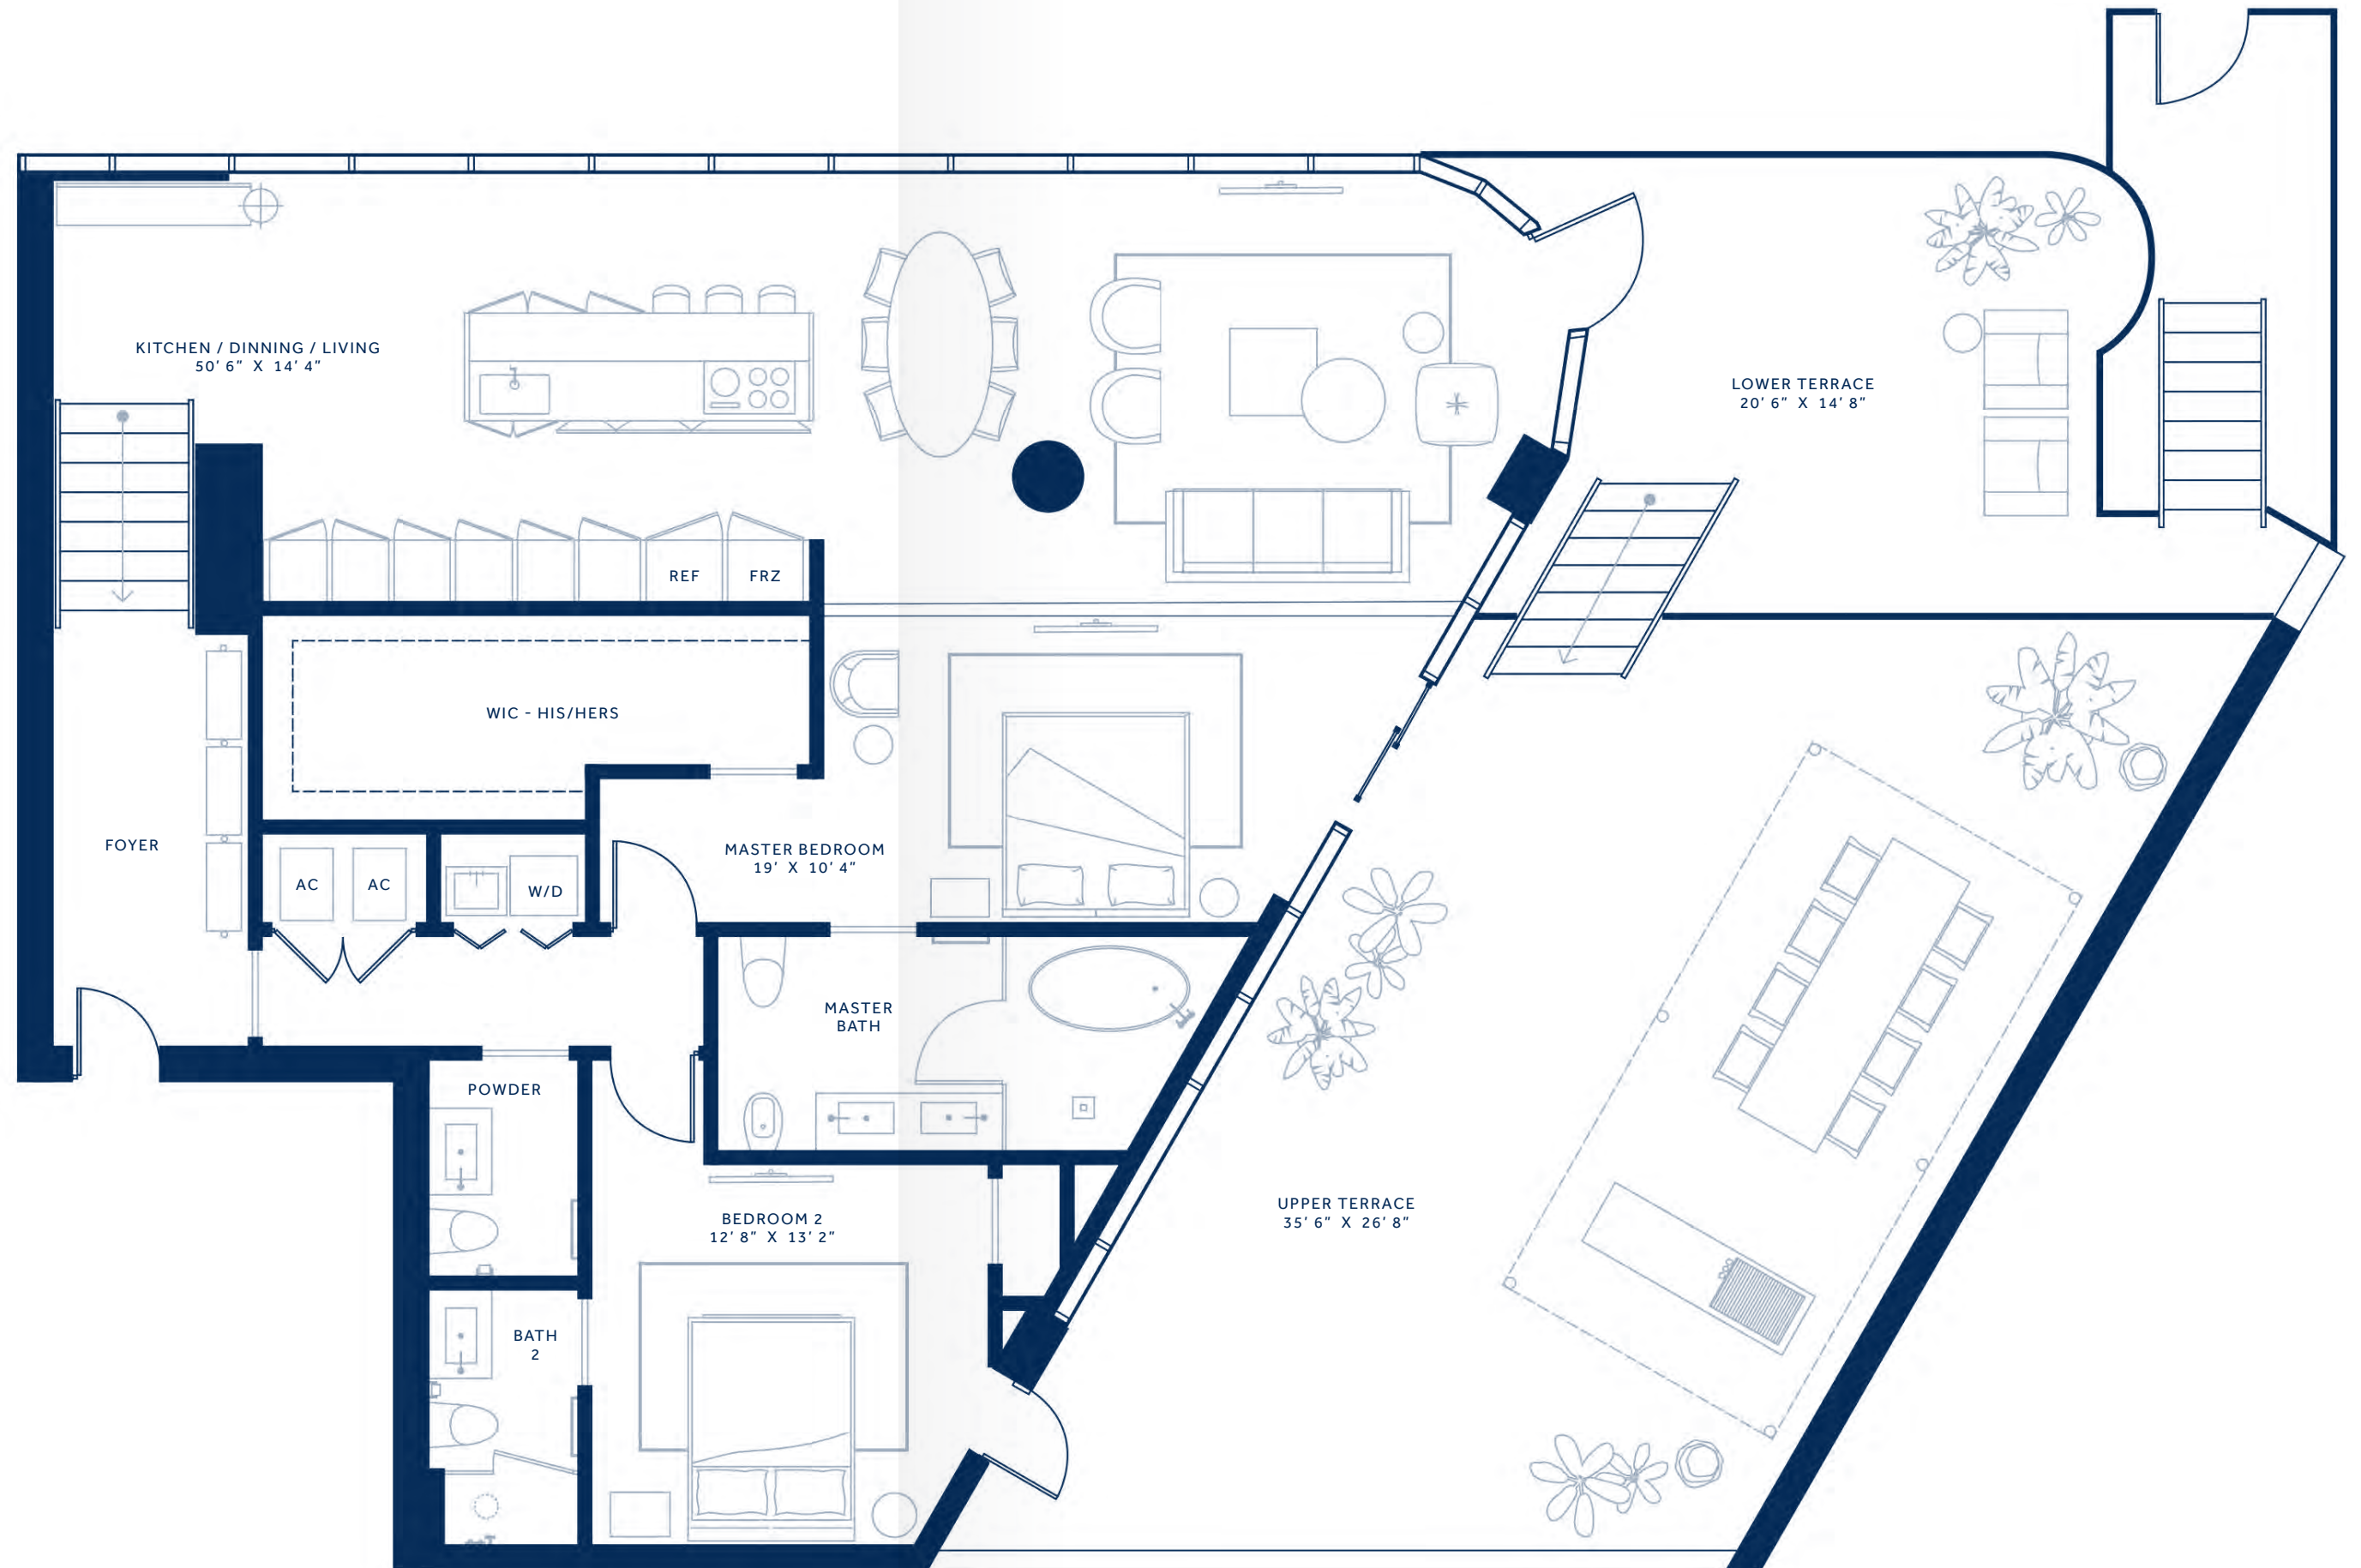 KITCHEN / DINNING / LIVING
50' 6" X 14' 4"
LOWER TERRACE
20' 6" X 14' 8"
REF
FRZ
WIC - HIS/HERS
FOYER
MASTER BEDROOM
19' X 10' 4"
AC
AC
W/D
MASTER
BATH
POWDER
BEDROOM 2
12' 8" X 13' 2"
UPPER TERRACE
35' 6" X 26' 8"
BATH
2